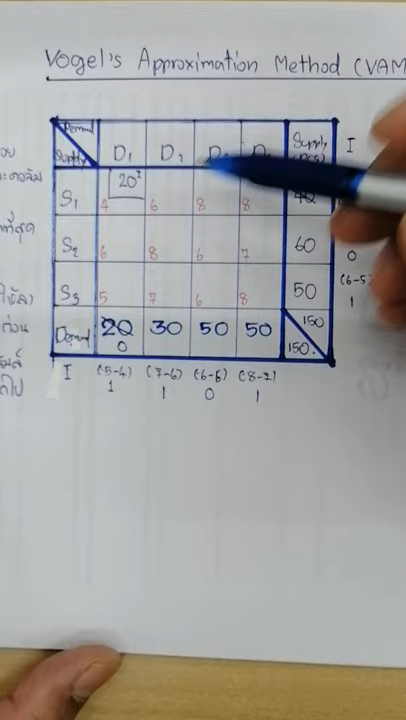 Vogel's Approximation Method (VAM
Demand D₁ D₂ Supply I
Supply
S₁ 4 20² 6 8 8 40
S₂ 6 8 6 7 60 0
S₃ 5 7 6 8 50 (6-5) 1
Demand 20 0 30 50 50 150 150
I (5-4) (7-6) (6-6) (8-7)
1 1 0 1